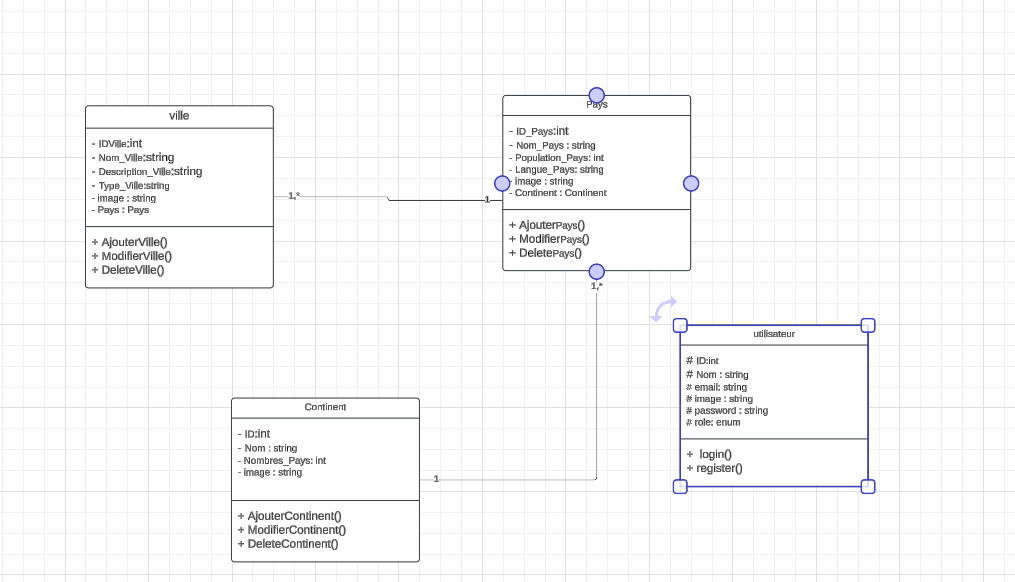 ville
- IDVille:int
- Nom_Ville:string
- Description_Ville:string
- Type_Ville:string
- image : string
- Pays : Pays
+ AjouterVille()
+ ModifierVille()
+ DeleteVille()
1,*
1
Pays
- ID_Pays:int
- Nom_Pays : string
- Population_Pays: int
- Langue_Pays: string
- image : string
- Continent : Continent
+ AjouterPays()
+ ModifierPays()
+ DeletePays()
1,*
utilisateur
# ID:int
# Nom : string
# email: string
# image : string
# password : string
# role: enum
+ login()
+ register()
Continent
- ID:int
- Nom : string
- Nombres_Pays: int
- image : string
+ AjouterContinent()
+ ModifierContinent()
+ DeleteContinent()
1